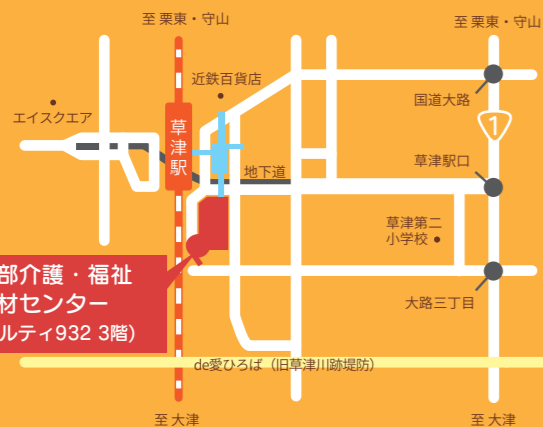 至 栗東・守山
至 栗東・守山
近鉄百貨店
エイスクエア
国道大路
1
草津駅
地下道
草津駅口
草津第二
小学校
部介護・福祉
材センター
ルティ932 3階）
大路三丁目
de愛ひろば（旧草津川跡堤防）
至 大津
至 大津